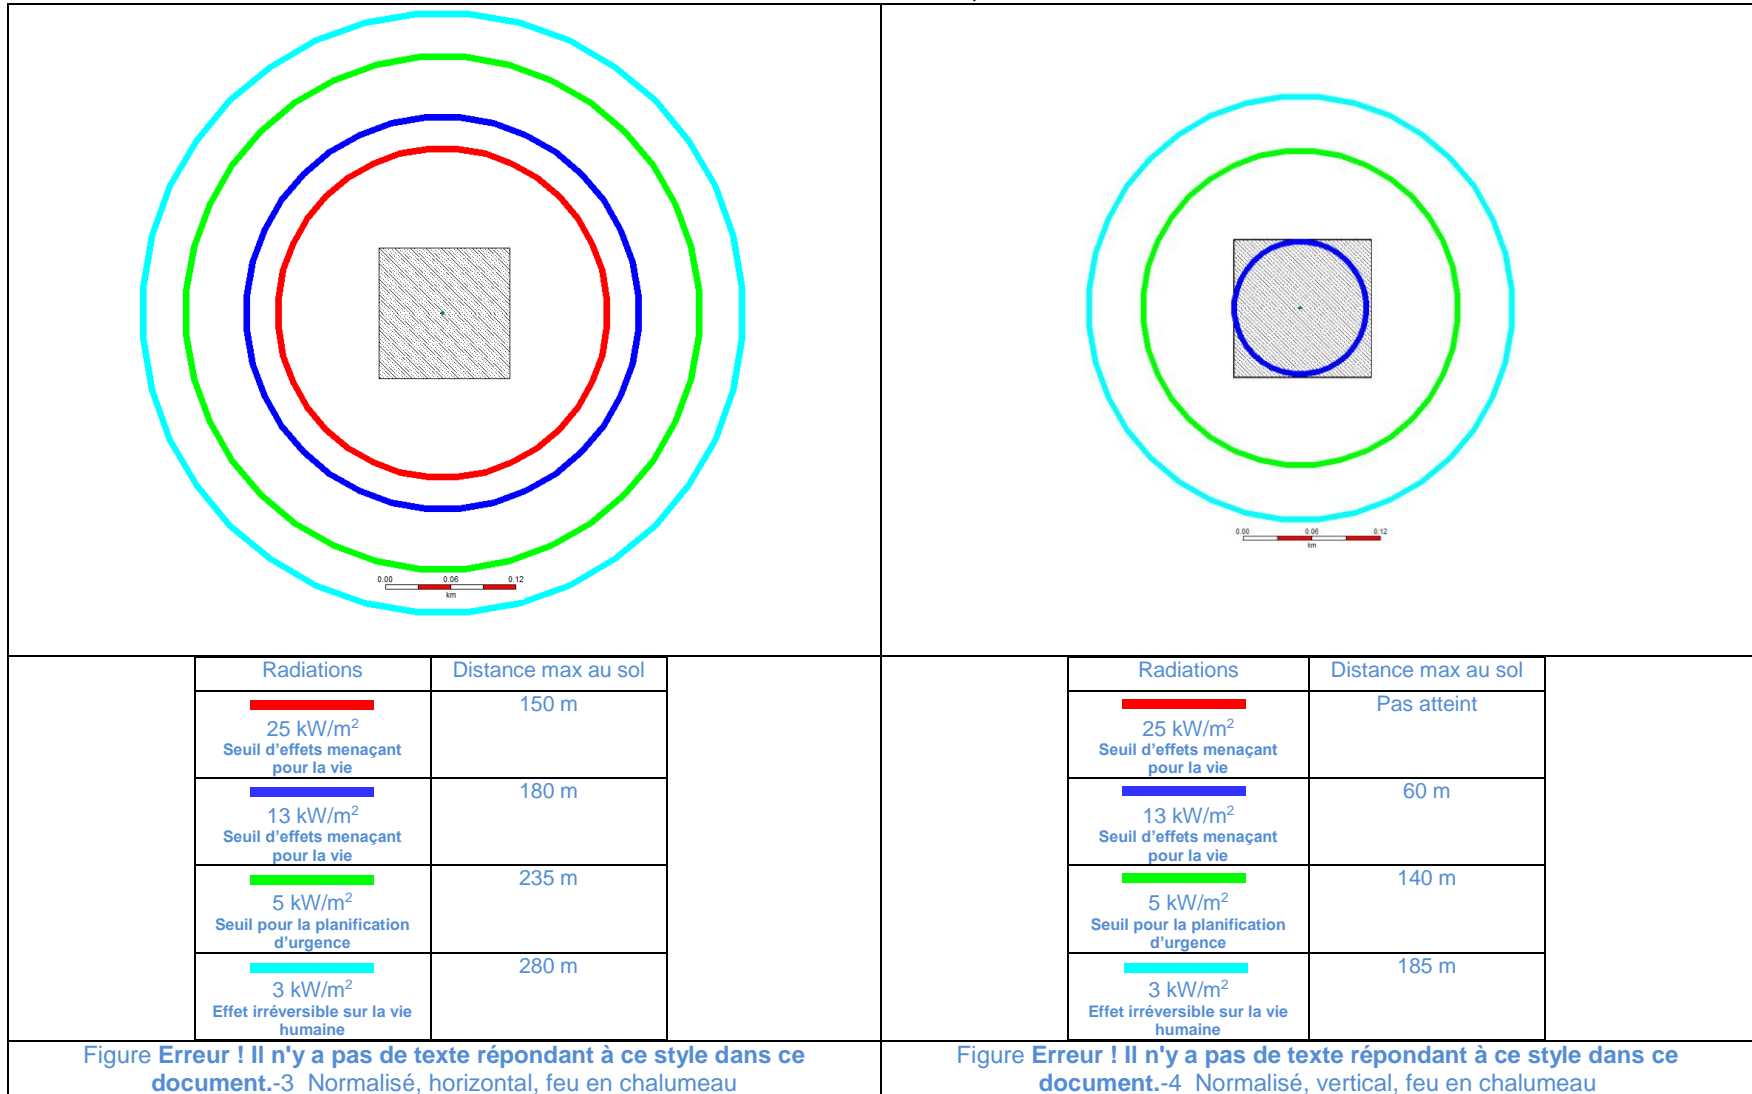 0.00 0.06 0.12
km
Radiations Distance max au sol
150 m
25 kW/m²
Seuil d'effets menaçant
pour la vie
180 m
13 kW/m²
Seuil d'effets menaçant
pour la vie
235 m
5 kW/m²
Seuil pour la planification
d'urgence
280 m
3 kW/m²
Effet irréversible sur la vie
humaine
Figure Erreur ! Il n'y a pas de texte répondant à ce style dans ce
document.-3 Normalisé, horizontal, feu en chalumeau
0.00 0.06 0.12
km
Radiations Distance max au sol
Pas atteint
25 kW/m²
Seuil d'effets menaçant
pour la vie
60 m
13 kW/m²
Seuil d'effets menaçant
pour la vie
140 m
5 kW/m²
Seuil pour la planification
d'urgence
185 m
3 kW/m²
Effet irréversible sur la vie
humaine
Figure Erreur ! Il n'y a pas de texte répondant à ce style dans ce
document.-4 Normalisé, vertical, feu en chalumeau